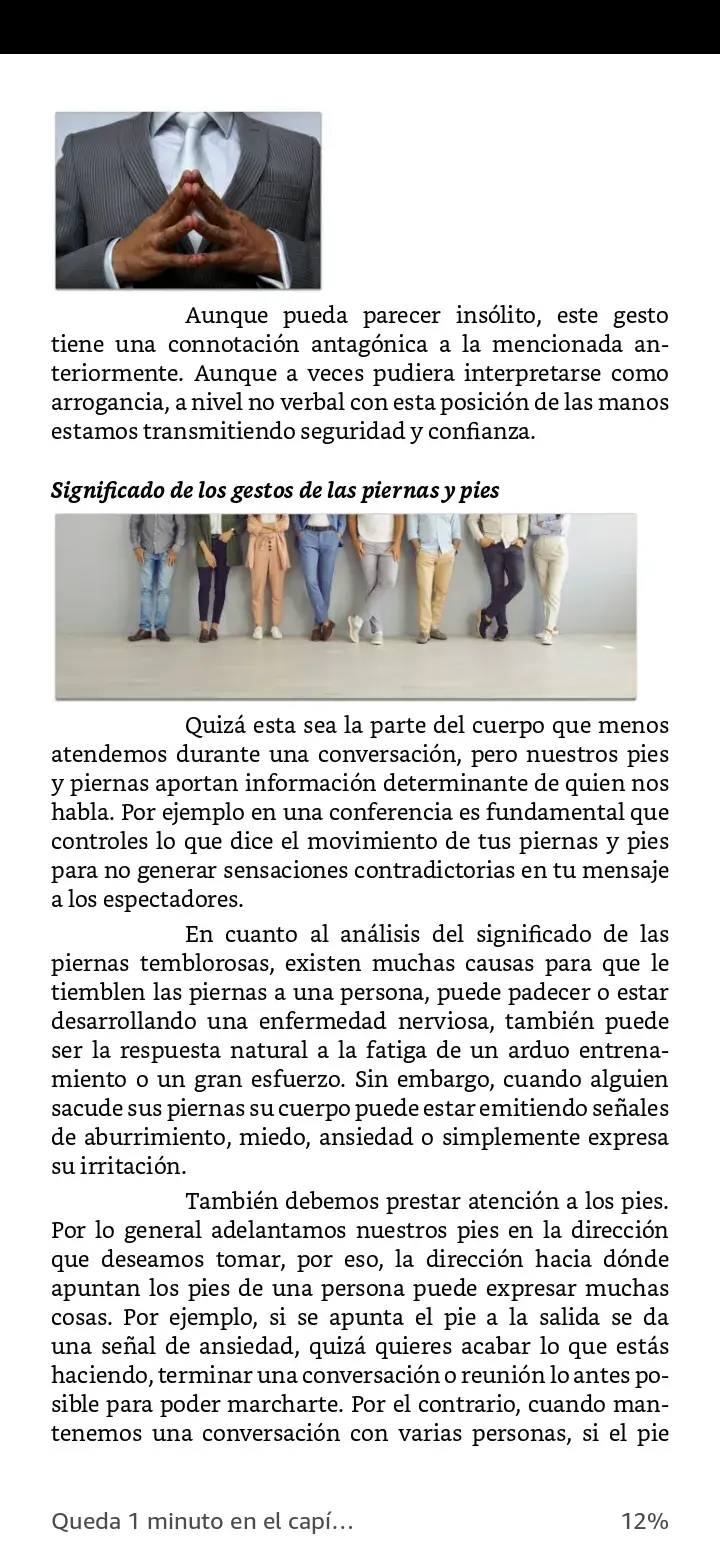 Aunque pueda parecer insólito, este gesto
tiene una connotación antagónica a la mencionada an-
teriormente. Aunque a veces pudiera interpretarse como
arrogancia, a nivel no verbal con esta posición de las manos
estamos transmitiendo seguridad y confianza.
Significado de los gestos de las piernas y pies
Quizá esta sea la parte del cuerpo que menos
atendemos durante una conversación, pero nuestros pies
y piernas aportan información determinante de quien nos
habla. Por ejemplo en una conferencia es fundamental que
controles lo que dice el movimiento de tus piernas y pies
para no generar sensaciones contradictorias en tu mensaje
a los espectadores.
En cuanto al análisis del significado de las
piernas temblorosas, existen muchas causas para que le
tiemblen las piernas a una persona, puede padecer o estar
desarrollando una enfermedad nerviosa, también puede
ser la respuesta natural a la fatiga de un arduo entrena-
miento o un gran esfuerzo. Sin embargo, cuando alguien
sacude sus piernas su cuerpo puede estar emitiendo señales
de aburrimiento, miedo, ansiedad o simplemente expresa
su irritación.
También debemos prestar atención a los pies.
Por lo general adelantamos nuestros pies en la dirección
que deseamos tomar, por eso, la dirección hacia dónde
apuntan los pies de una persona puede expresar muchas
cosas. Por ejemplo, si se apunta el pie a la salida se da
una señal de ansiedad, quizá quieres acabar lo que estás
haciendo, terminar una conversación o reunión lo antes po-
sible para poder marcharte. Por el contrario, cuando man-
tenemos una conversación con varias personas, si el pie
Queda 1 minuto en el capí... 12%